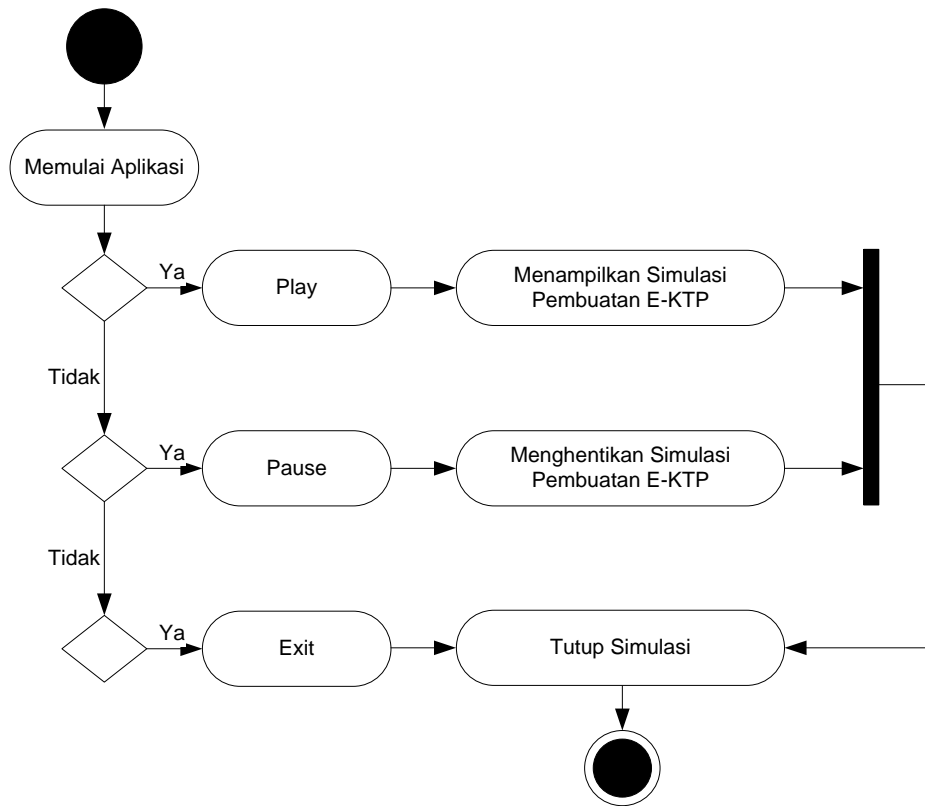 Memulai Aplikasi
Ya
Play
Menampilkan Simulasi
Pembuatan E-KTP
Tidak
Ya
Pause
Menghentikan Simulasi
Pembuatan E-KTP
Tidak
Ya
Exit
Tutup Simulasi